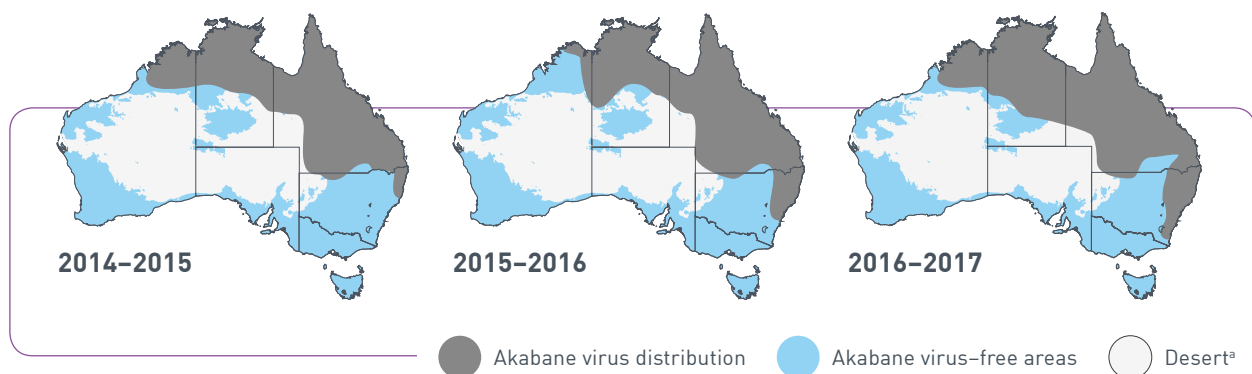 2014–2015
2015–2016
2016–2017
Akabane virus distribution
Akabane virus–free areas
Desertᵃ